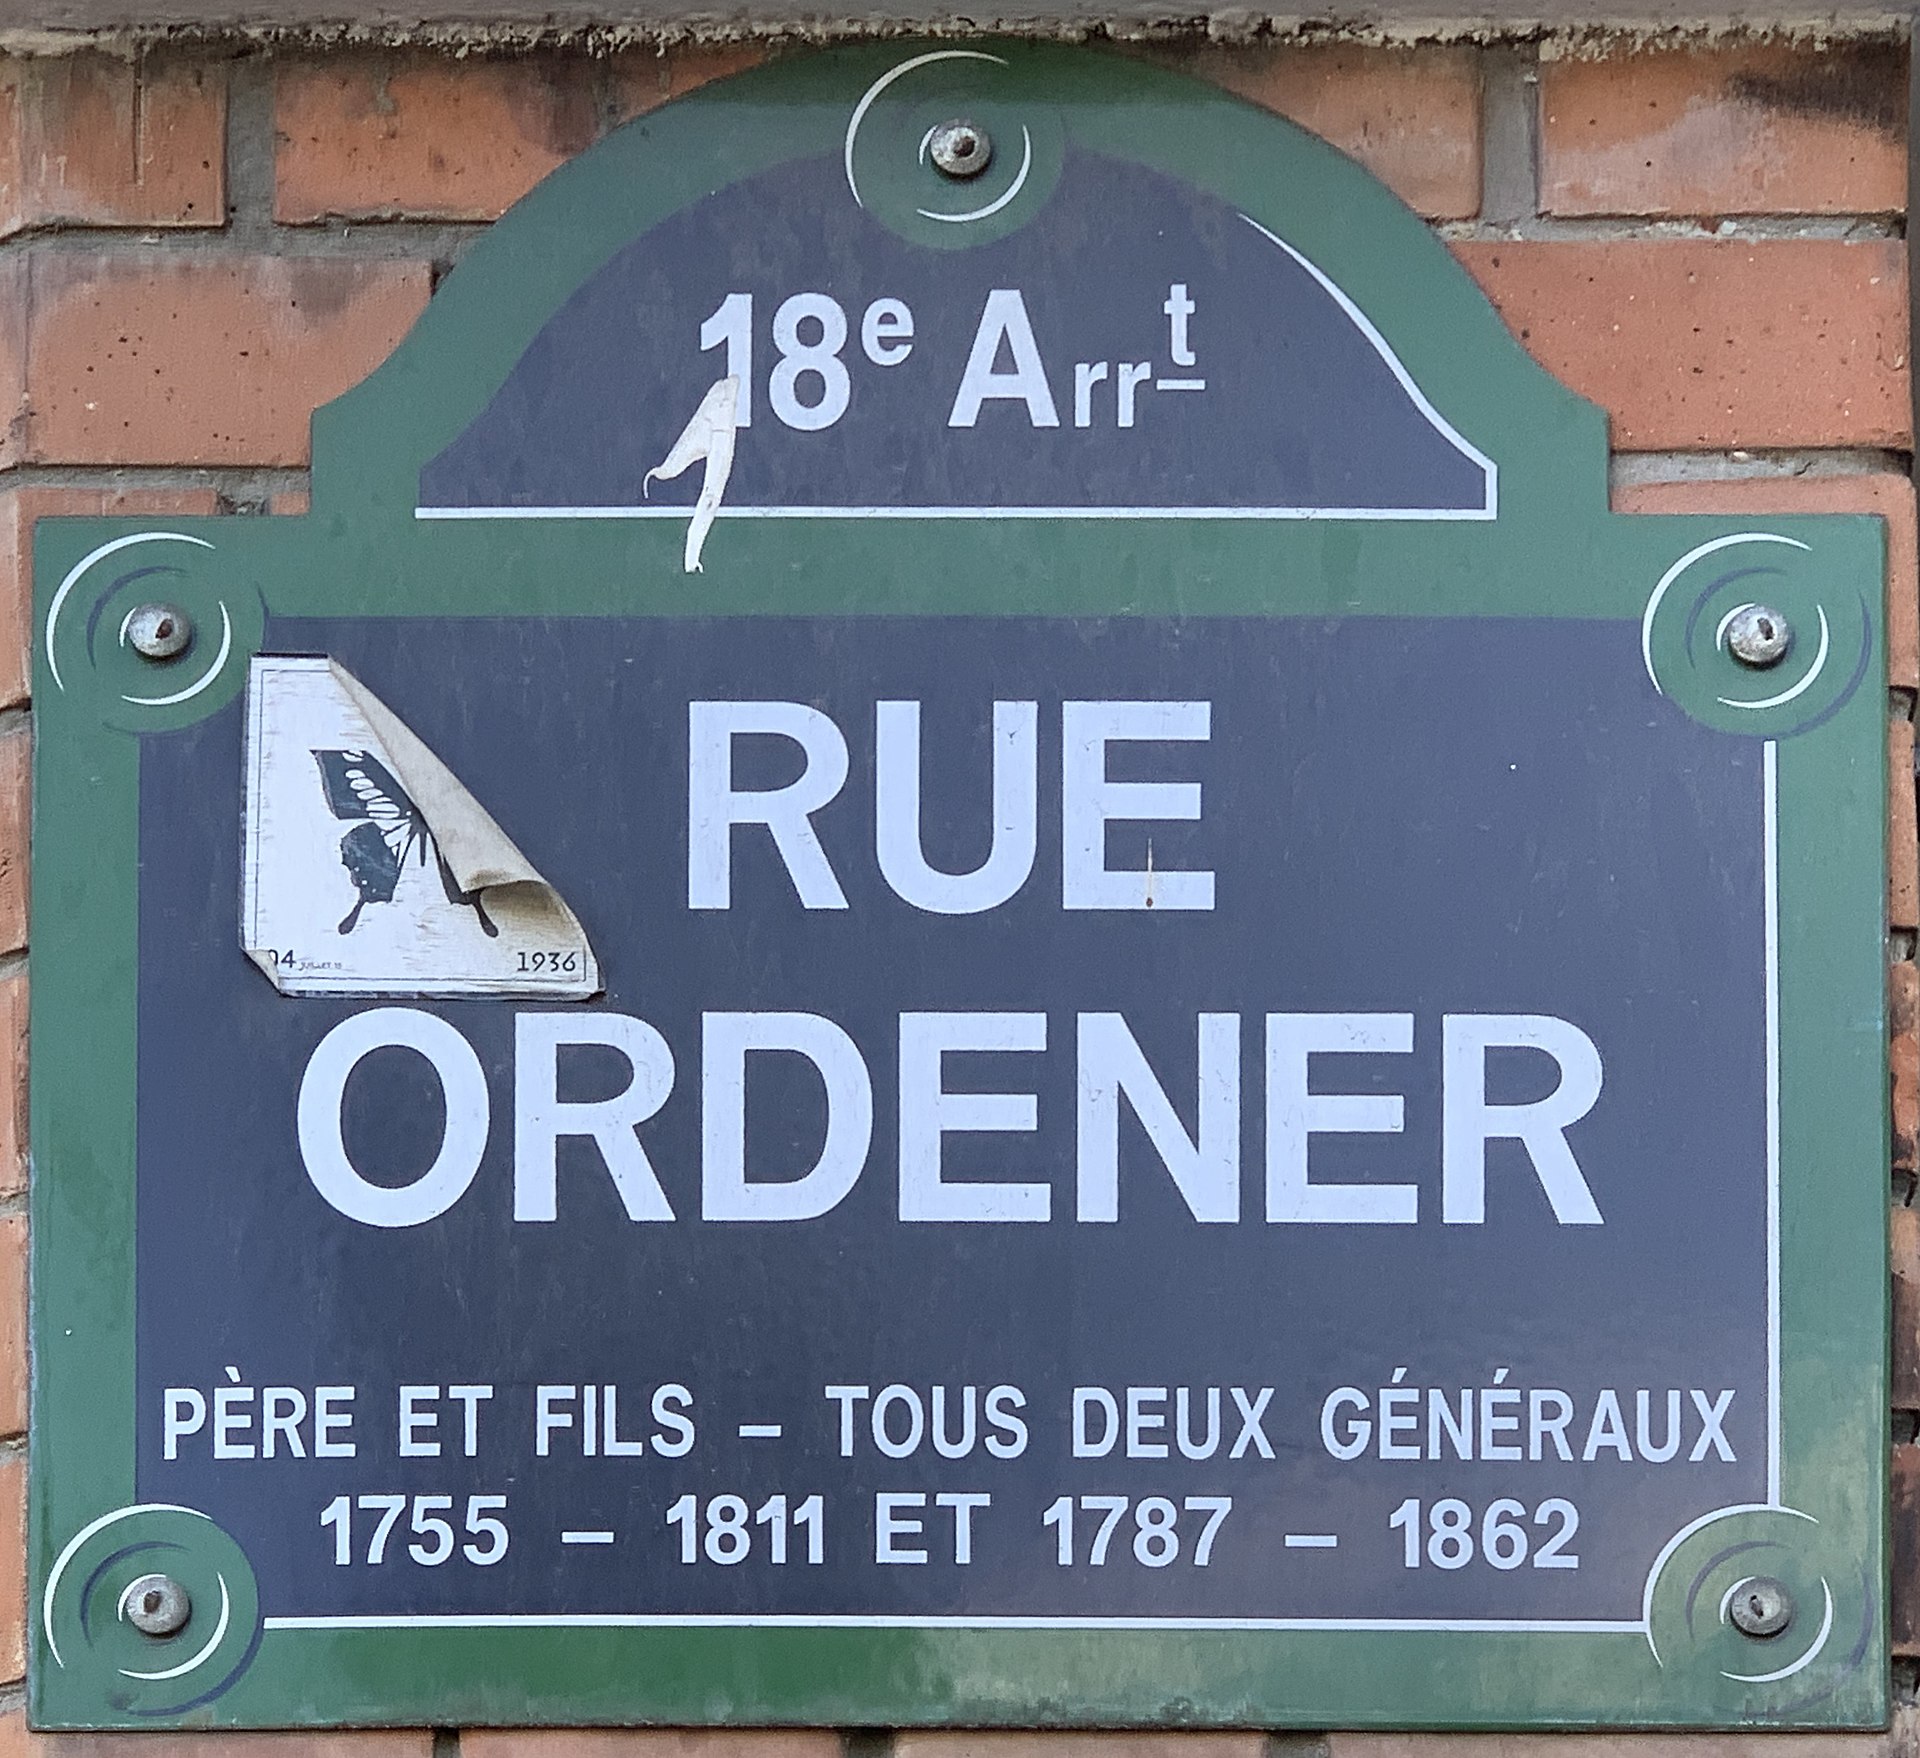 18e Arrt
RUE
ORDENER
1936
PÈRE ET FILS – TOUS DEUX GÉNÉRAUX
1755 – 1811 ET 1787 – 1862